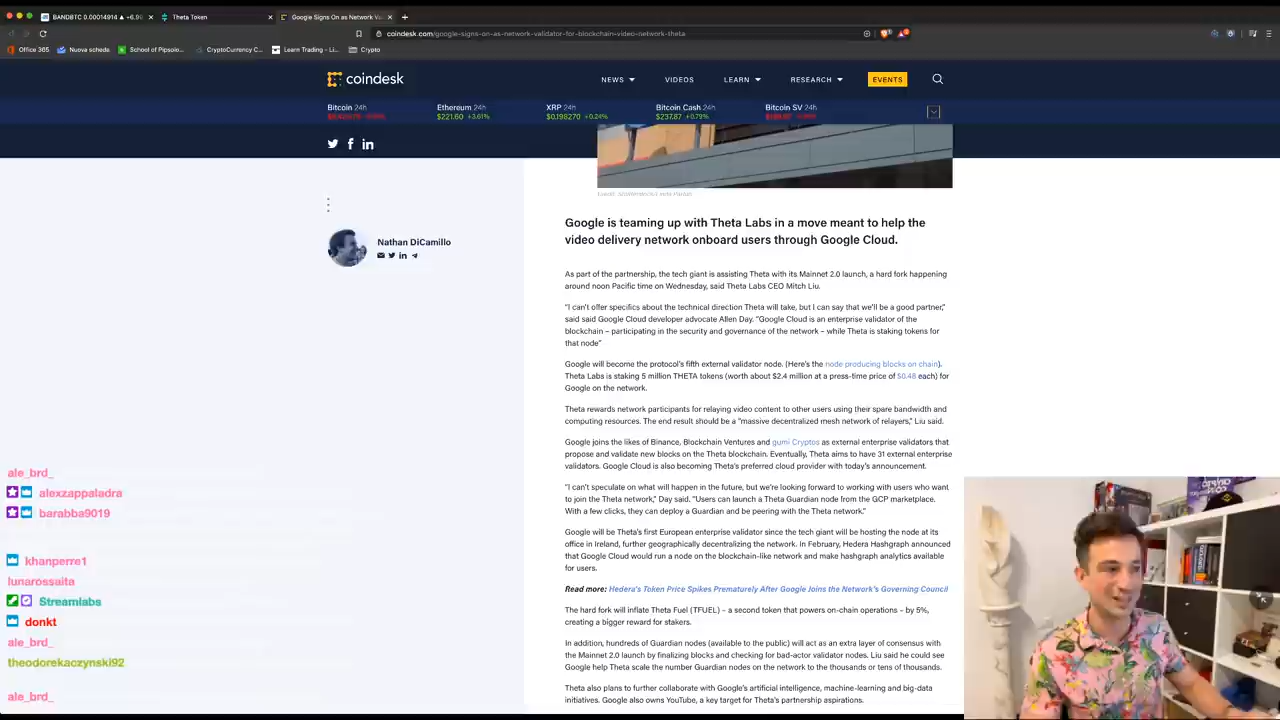 BANDBTC 0.00014914 ▲ +6.9
Theta Token
Google Signs On as Network V
coindesk.com/google-signs-on-as-network-validator-for-blockchain-video-network-theta
Office 365
Nuova scheda
School of Pipsolo...
CryptoCurrency C...
Learn Trading - Li...
Crypto
coindesk
NEWS
VIDEOS
LEARN
RESEARCH
EVENTS
Bitcoin 24h
Ethereum 24h
XRP 24h
Bitcoin Cash 24h
Bitcoin SV 24h
$221.60 +3.61%
$0.198270 +0.24%
$237.87 +0.79%
Nathan DiCamillo
Google is teaming up with Theta Labs in a move meant to help the
video delivery network onboard users through Google Cloud.
As part of the partnership, the tech giant is assisting Theta with its Mainnet 2.0 launch, a hard fork happening
around noon Pacific time on Wednesday, said Theta Labs CEO Mitch Liu.
"I can't offer specifics about the technical direction Theta will take, but I can say that we'll be a good partner,"
said said Google Cloud developer advocate Allen Day. "Google Cloud is an enterprise validator of the
blockchain – participating in the security and governance of the network – while Theta is staking tokens for
that node"
Google will become the protocol's fifth external validator node. (Here's the node producing blocks on chain).
Theta Labs is staking 5 million THETA tokens (worth about $2.4 million at a press-time price of $0.48 each) for
Google on the network.
Theta rewards network participants for relaying video content to other users using their spare bandwidth and
computing resources. The end result should be a "massive decentralized mesh network of relayers," Liu said.
Google joins the likes of Binance, Blockchain Ventures and gumi Cryptos as external enterprise validators that
propose and validate new blocks on the Theta blockchain. Eventually, Theta aims to have 31 external enterprise
validators. Google Cloud is also becoming Theta's preferred cloud provider with today's announcement.
"I can't speculate on what will happen in the future, but we're looking forward to working with users who want
to join the Theta network," Day said. "Users can launch a Theta Guardian node from the GCP marketplace.
With a few clicks, they can deploy a Guardian and be peering with the Theta network."
Google will be Theta's first European enterprise validator since the tech giant will be hosting the node at its
office in Ireland, further geographically decentralizing the network. In February, Hedera Hashgraph announced
that Google Cloud would run a node on the blockchain-like network and make hashgraph analytics available
for users.
Read more: Hedera's Token Price Spikes Prematurely After Google Joins the Network's Governing Council
The hard fork will inflate Theta Fuel (TFUEL) – a second token that powers on-chain operations – by 5%,
creating a bigger reward for stakers.
In addition, hundreds of Guardian nodes (available to the public) will act as an extra layer of consensus with
the Mainnet 2.0 launch by finalizing blocks and checking for bad-actor validator nodes. Liu said he could see
Google help Theta scale the number Guardian nodes on the network to the thousands or tens of thousands.
Theta also plans to further collaborate with Google's artificial intelligence, machine-learning and big-data
initiatives. Google also owns YouTube, a key target for Theta's partnership aspirations.
ale_brd_
alexzappaladra
barabba9019
khanperre1
lunarossaita
Streamlabs
donkt
ale_brd_
theodorekaczynski92
ale_brd_